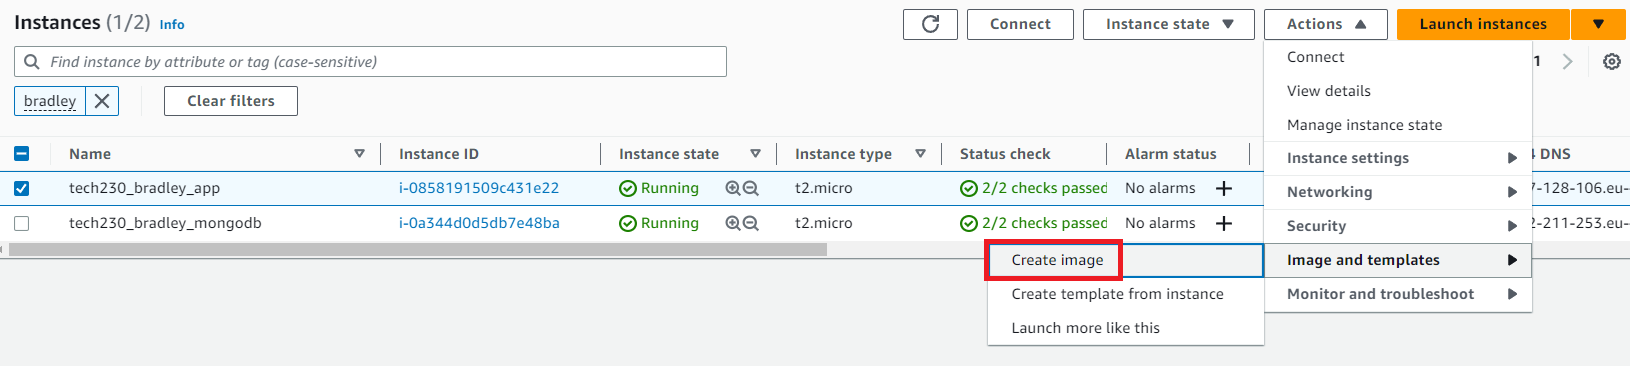 Instances (1/2) Info
Connect Instance state Actions Launch instances
Find instance by attribute or tag (case-sensitive)
1
bradley Clear filters
Connect
View details
Manage instance state
Instance settings
Networking
Security
Image and templates
Monitor and troubleshoot
Name Instance ID Instance state Instance type Status check Alarm status 4 DNS
tech230_bradley_app i-0858191509c431e22 Running t2.micro 2/2 checks passed No alarms 7-128-106.eu-
tech230_bradley_mongodb i-0a344d0d5db7e48ba Running t2.micro 2/2 checks passed No alarms 2-211-253.eu-
Create image
Create template from instance
Launch more like this